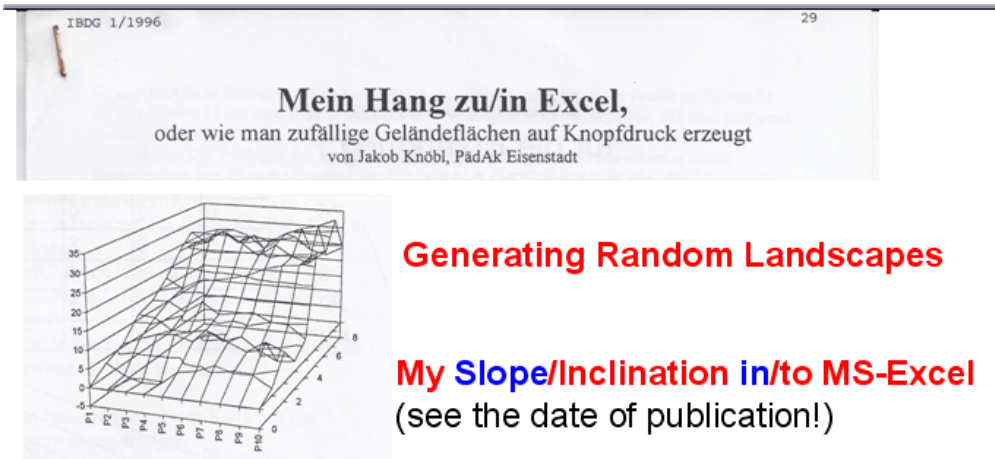 IBDG 1/1996 29
Mein Hang zu/in Excel,
oder wie man zufällige Geländeflächen auf Knopfdruck erzeugt
von Jakob Knöbl, PädAk Eisenstadt
Generating Random Landscapes
35
30
25
20
15
10
5
0
-5
P1 P2 P3 P4 P5 P6 P7 P8 P9 P10
0 2 4 6 8
My Slope/Inclination in/to MS-Excel
(see the date of publication!)